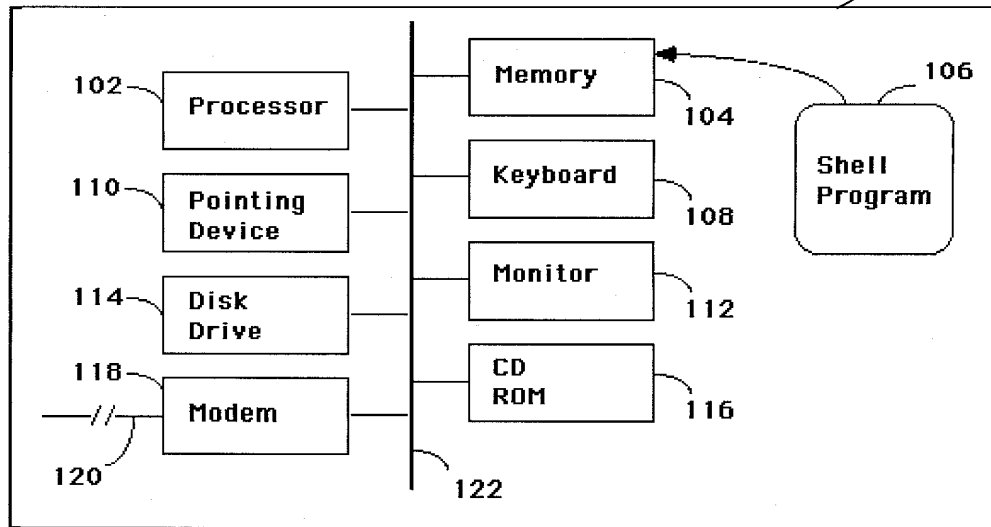 102
Processor
Memory
104
106
Shell
Program
110
Pointing
Device
Keyboard
108
114
Disk
Drive
Monitor
112
118
Modem
120
CD
ROM
116
122